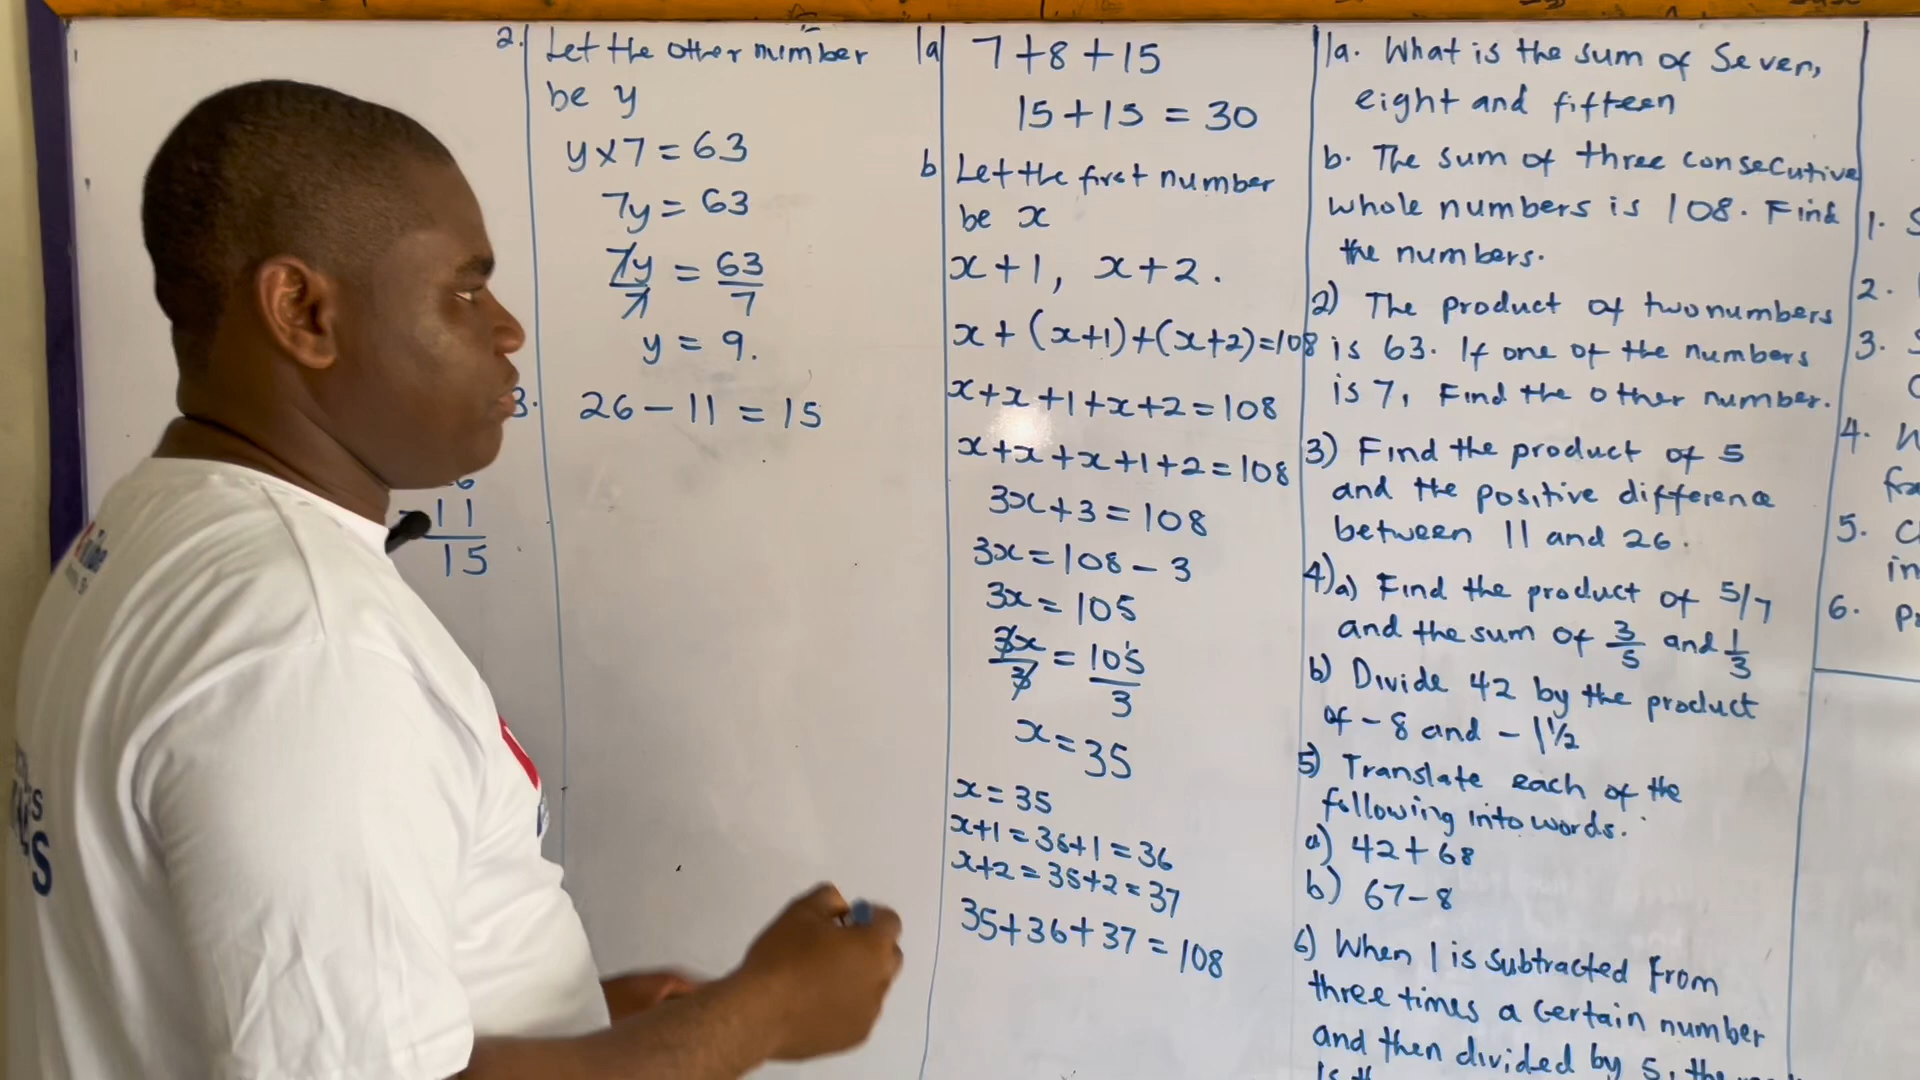 2. Let the other number
be y
y×7=63
7y=63
7y/7 = 63/7
y = 9.
3. 26-11=15
-11
15
1a 7+8+15
15+15=30
b Let the first number
be x
x+1, x+2.
x+(x+1)+(x+2)=108
x+x+1+x+2=108
x+x+x+1+2=108
3x+3=108
3x=108-3
3x=105
3x/3 = 105/3
x=35
x=35
x+1=35+1=36
x+2=35+2=37
35+36+37=108
1a. What is the sum of Seven,
eight and fifteen
b. The sum of three consecutive
whole numbers is 108. Find
the numbers.
2) The product of two numbers
is 63. If one of the numbers
is 7, Find the other number.
3) Find the product of 5
and the positive difference
between 11 and 26.
4)a) Find the product of 5/7
and the sum of 3/5 and 1/3
b) Divide 42 by the product
of -8 and -1 1/2
5) Translate each of the
following into words.
a) 42+68
b) 67-8
6) When 1 is subtracted From
three times a certain number
and then divided by 5, the
1.
2.
3.
4.
5.
in
6.